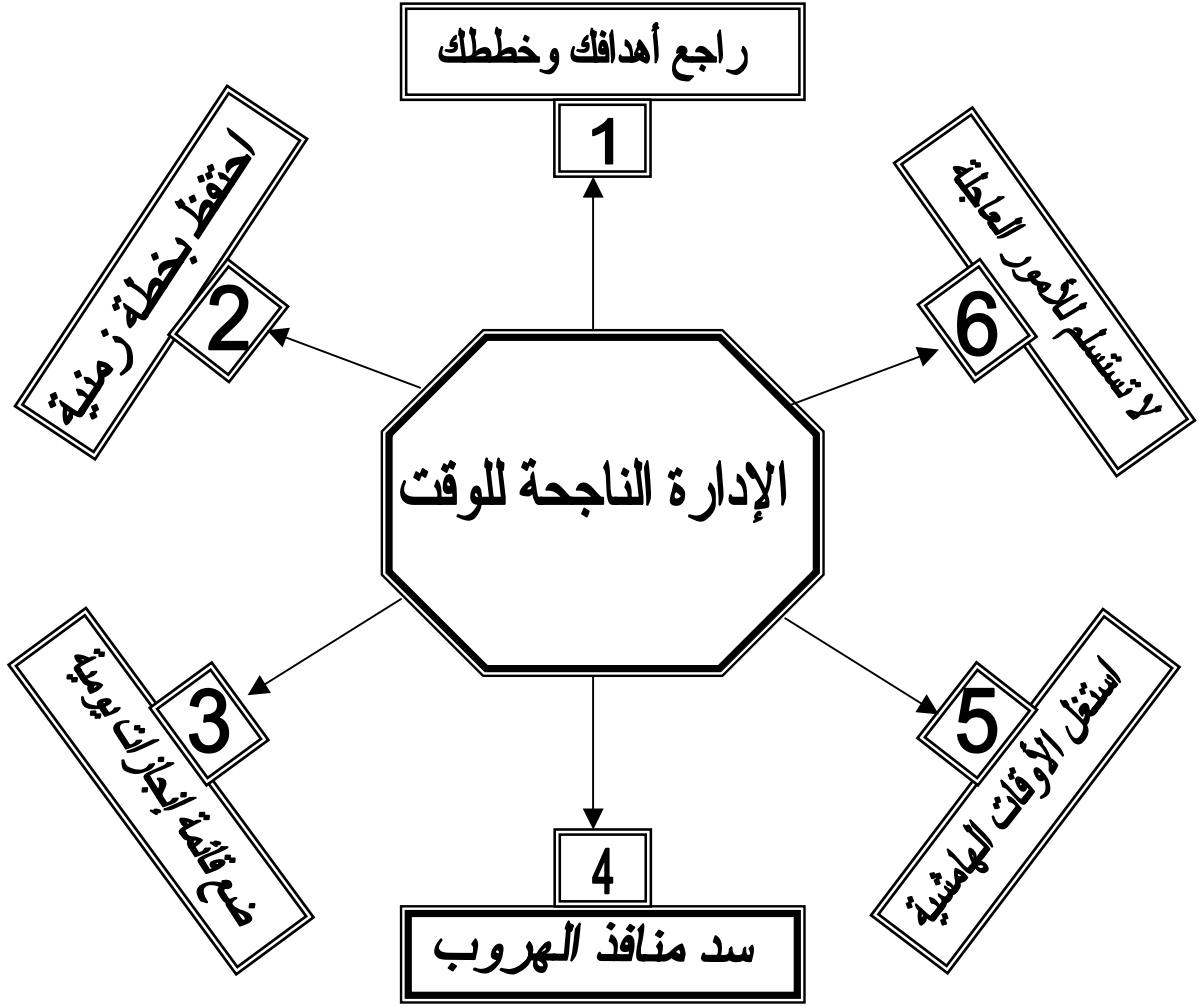 راجع أهدافك وخططك
1
احتفظ بخطة زمنية
2
ضع قائمة إنجازات يومية
3
4
سد منافذ الهروب
استغل الأوقات الهامشية
5
لا تستسلم للأمور العاجلة
6
الإدارة الناجحة للوقت